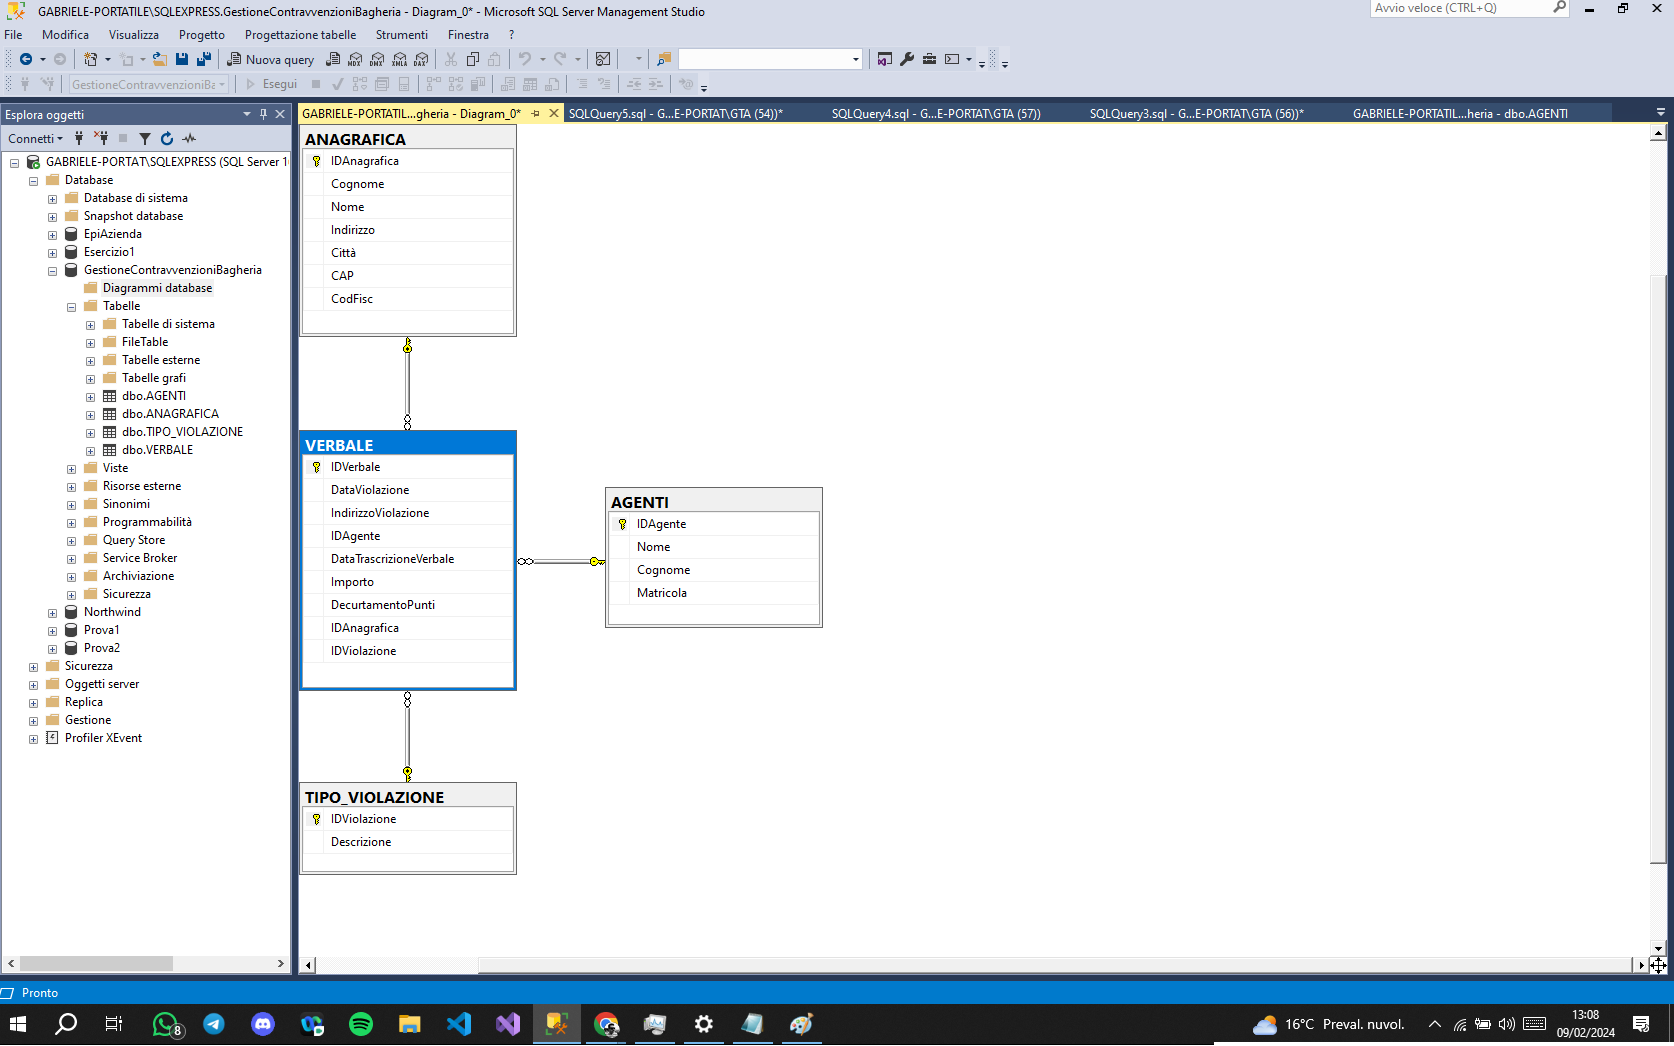 GABRIELE-PORTATILE\SQLEXPRESS.GestioneContravvenzioniBagheria - Diagram_0* - Microsoft SQL Server Management Studio
Avvio veloce (CTRL+Q)
File Modifica Visualizza Progetto Progettazione tabelle Strumenti Finestra ?
Nuova query MDX DMX XMLA DAX
GestioneContravvenzioniBa Esegui
Esplora oggetti
GABRIELE-PORTATIL...gheria - Diagram_0* SQLQuery5.sql - G...E-PORTAT\GTA (54))* SQLQuery4.sql - G...E-PORTAT\GTA (57)) SQLQuery3.sql - G...E-PORTAT\GTA (56))* GABRIELE-PORTATIL...heria - dbo.AGENTI
Connetti
GABRIELE-PORTAT\SQLEXPRESS (SQL Server 1
Database
Database di sistema
Snapshot database
EpiAzienda
Esercizio1
GestioneContravvenzioniBagheria
Diagrammi database
Tabelle
Tabelle di sistema
FileTable
Tabelle esterne
Tabelle grafi
dbo.AGENTI
dbo.ANAGRAFICA
dbo.TIPO_VIOLAZIONE
dbo.VERBALE
Viste
Risorse esterne
Sinonimi
Programmabilità
Query Store
Service Broker
Archiviazione
Sicurezza
Northwind
Prova1
Prova2
Sicurezza
Oggetti server
Replica
Gestione
Profiler XEvent
ANAGRAFICA
IDAnagrafica
Cognome
Nome
Indirizzo
Città
CAP
CodFisc
VERBALE
IDVerbale
DataViolazione
IndirizzoViolazione
IDAgente
DataTrascrizioneVerbale
Importo
DecurtamentoPunti
IDAnagrafica
IDViolazione
AGENTI
IDAgente
Nome
Cognome
Matricola
TIPO_VIOLAZIONE
IDViolazione
Descrizione
Pronto
8
16°C Preval. nuvol.
13:08
09/02/2024